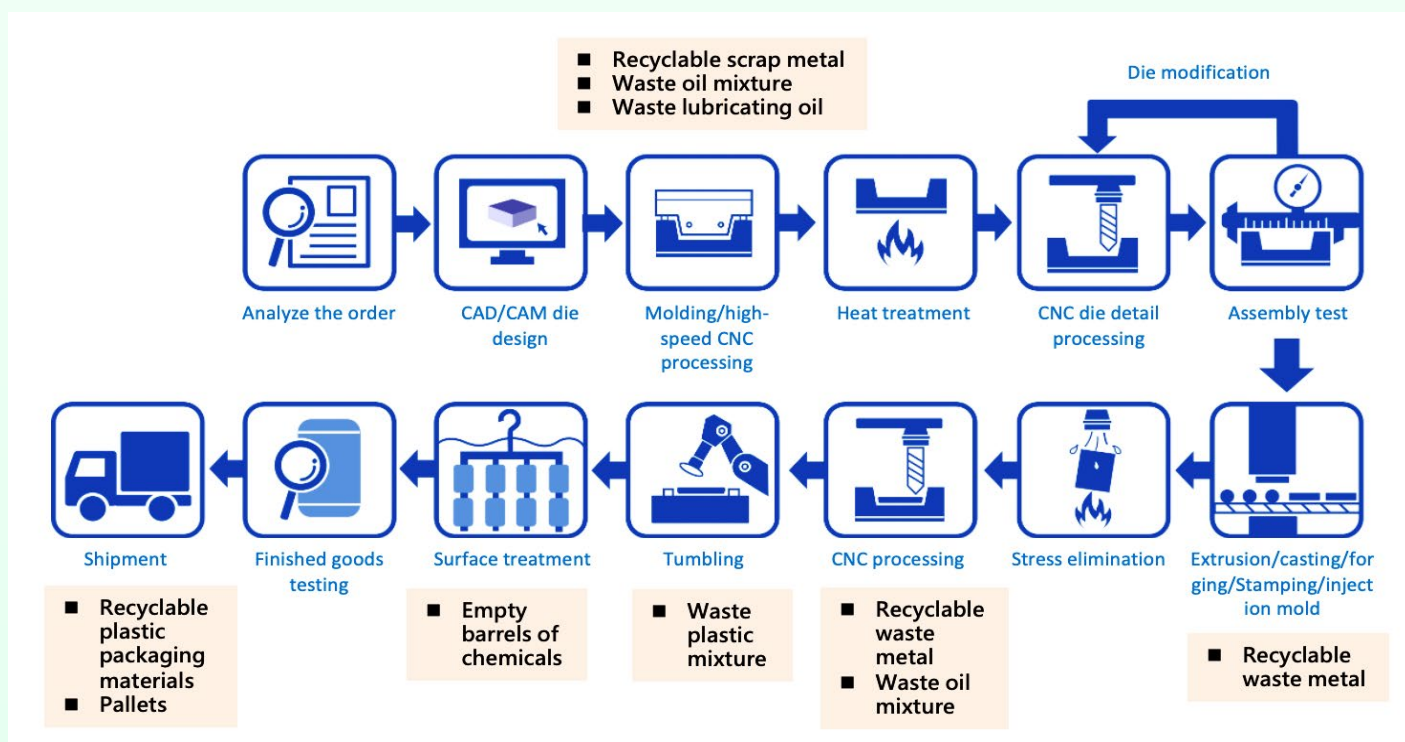 ■ Recyclable scrap metal
■ Waste oil mixture
■ Waste lubricating oil
Die modification
Analyze the order
CAD/CAM die
design
Molding/high-
speed CNC
processing
Heat treatment
CNC die detail
processing
Assembly test
Shipment
Finished goods
testing
Surface treatment
Tumbling
CNC processing
Stress elimination
Extrusion/casting/for
ging/Stamping/inject
ion mold
■ Recyclable
plastic
packaging
materials
■ Pallets
■ Empty
barrels of
chemicals
■ Waste
plastic
mixture
■ Recyclable
waste
metal
■ Waste oil
mixture
■ Recyclable
waste metal